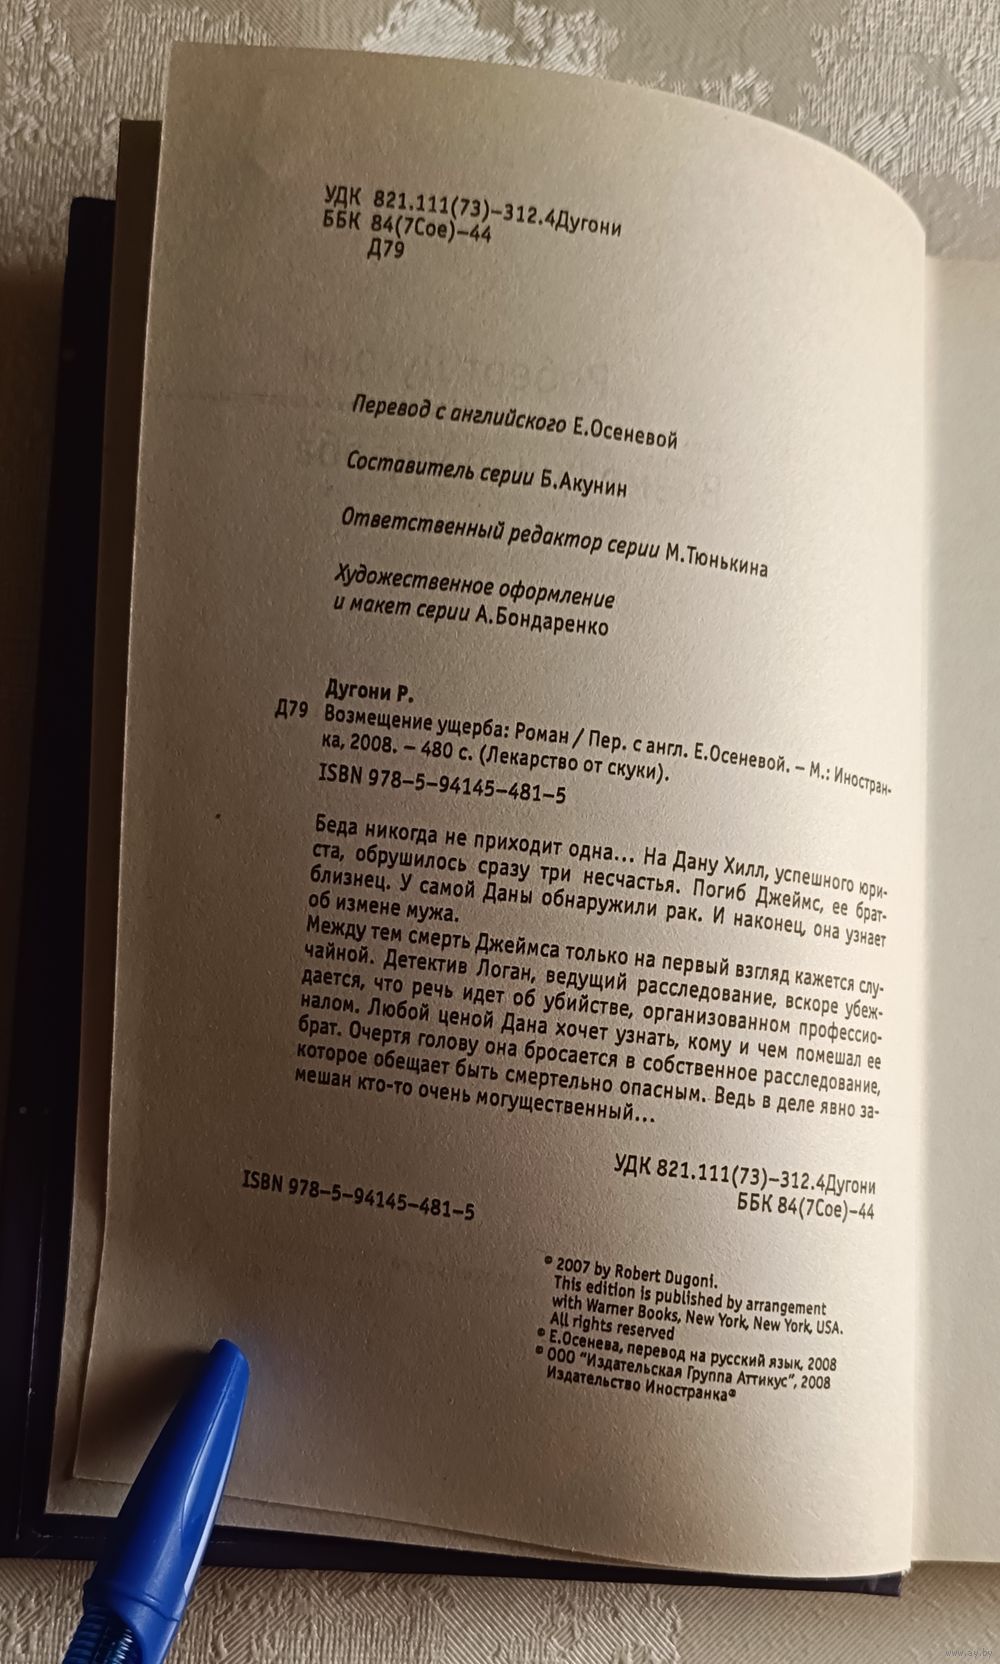 УДК 821.111(73)–312.4Дугони
ББК 84(7Сое)–44
Д79
Перевод с английского Е.Осеневой
Составитель серии Б.Акунин
Ответственный редактор серии М.Тюнькина
Художественное оформление
и макет серии А.Бондаренко
Дугони Р.
Д79 Возмещение ущерба: Роман / Пер. с англ. Е.Осеневой. – М.: Иностран-
ка, 2008. – 480 с. (Лекарство от скуки).
ISBN 978–5–94145–481–5
Беда никогда не приходит одна... На Дану Хилл, успешного юри-
ста, обрушилось сразу три несчастья. Погиб Джеймс, ее брат-
близнец. У самой Даны обнаружили рак. И наконец, она узнает
об измене мужа.
Между тем смерть Джеймса только на первый взгляд кажется слу-
чайной. Детектив Логан, ведущий расследование, вскоре убеж-
дается, что речь идет об убийстве, организованном профессио-
налом. Любой ценой Дана хочет узнать, кому и чем помешал ее
брат. Очертя голову она бросается в собственное расследование,
которое обещает быть смертельно опасным. Ведь в деле явно за-
мешан кто-то очень могущественный...
УДК 821.111(73)–312.4Дугони
ББК 84(7Сое)–44
ISBN 978–5–94145–481–5
© 2007 by Robert Dugoni.
This edition is published by arrangement
with Warner Books, New York, New York, USA.
All rights reserved
© Е.Осенева, перевод на русский язык, 2008
© ООО "Издательская Группа Аттикус", 2008
Издательство Иностранка®
www.ay.by